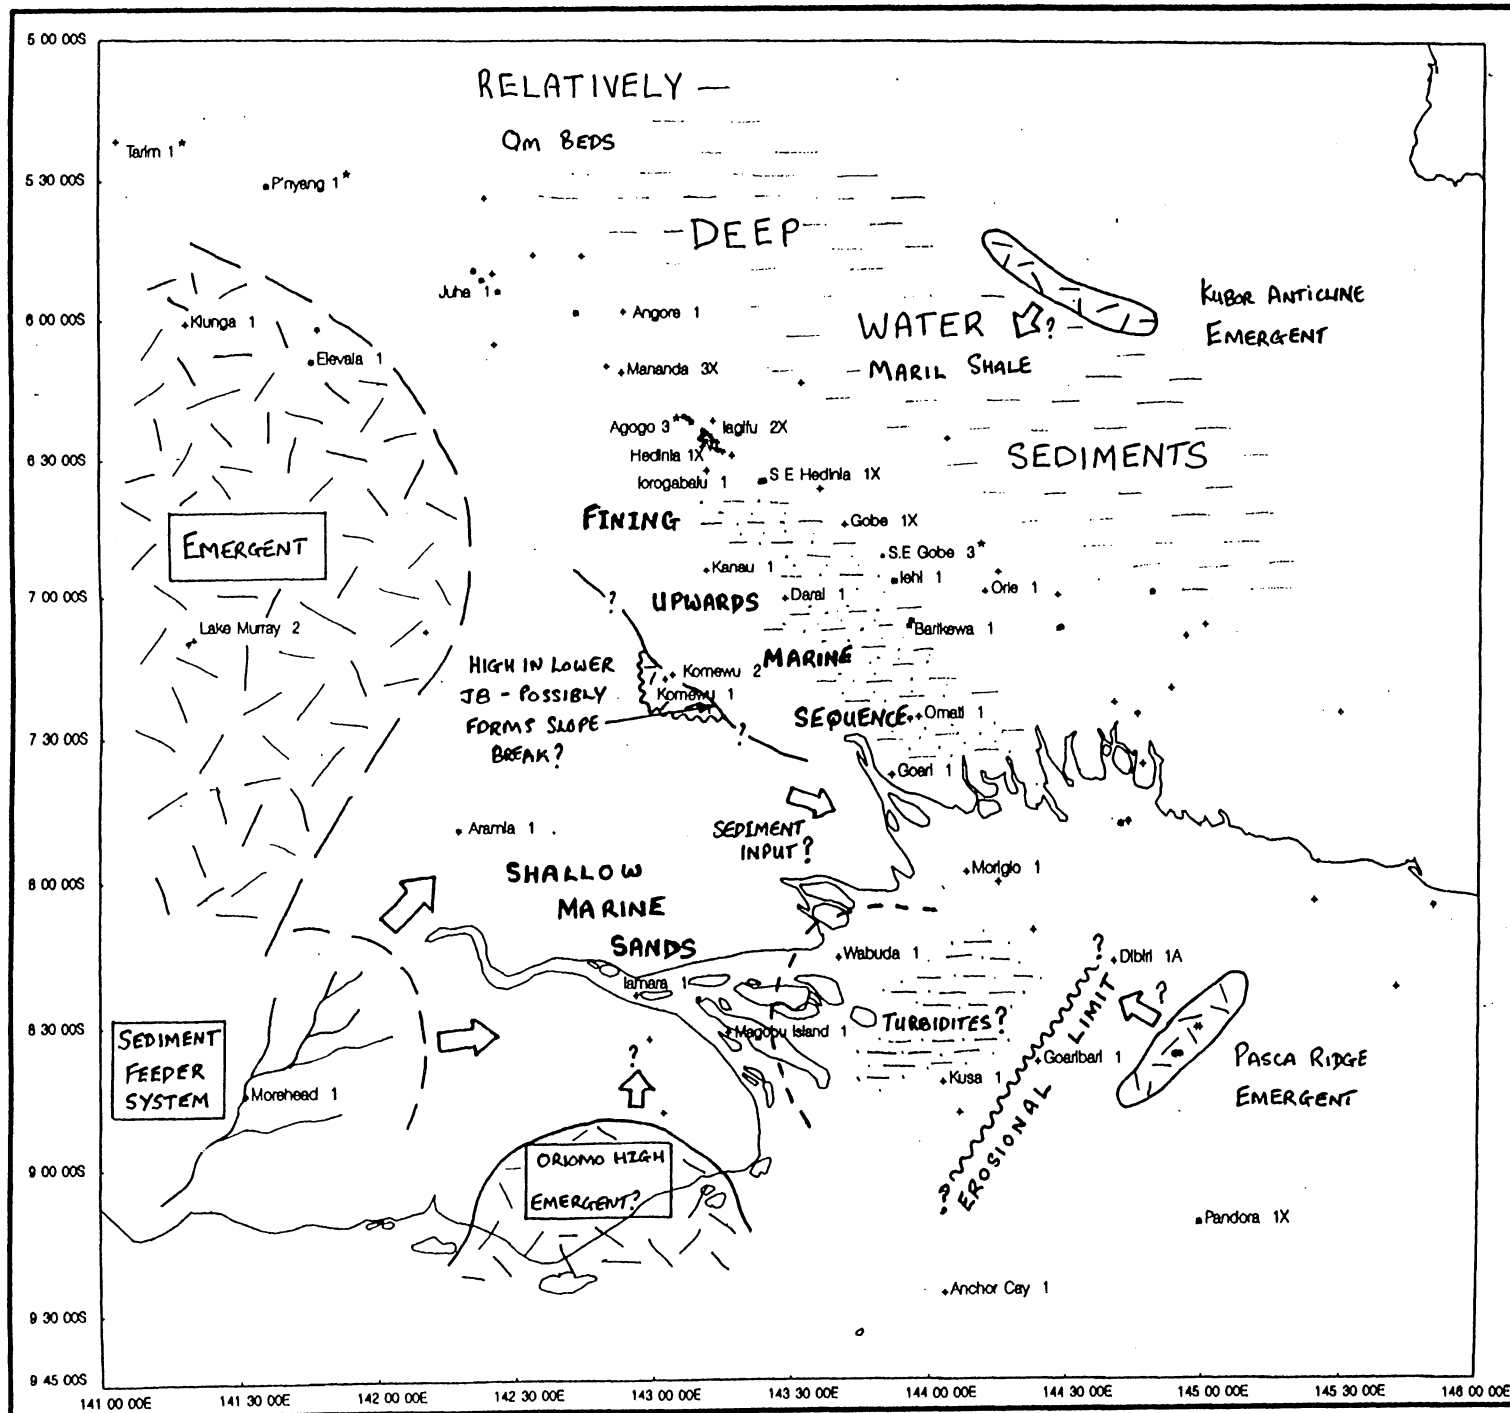 5 00 00S
RELATIVELY —
Om BEDS
Tarim 1*
5 30 00S
P'nyang 1*
DEEP
Juha 1
KUBOR ANTICLINE
EMERGENT
6 00 00S
Kiunga 1
Angore 1
WATER ?
Elevala 1
Mananda 3X
MARIL SHALE
Agogo 3
Iagifu 2X
Hedinia 1X
6 30 00S
SEDIMENTS
Iorogabalu 1
S E Hedinia 1X
FINING
Gobe 1X
EMERGENT
S.E Gobe 3*
Kanau 1
Iehi 1
7 00 00S
?
UPWARDS
Darai 1
Orie 1
Lake Murray 2
Barikewa 1
HIGH IN LOWER
JB - POSSIBLY
FORMS SLOPE
BREAK?
Komewu 2
MARINE
Komewu 1
SEQUENCE
Omati 1
?
7 30 00S
Goari 1
Aramia 1
SEDIMENT
INPUT?
SHALLOW
MARINE
SANDS
Morigio 1
8 00 00S
Wabuda 1
?
Dibiri 1A
Iamara 1
8 30 00S
SEDIMENT
FEEDER
SYSTEM
Magobu Island 1
TURBIDITES?
?
Goaribari 1
PASCA RIDGE
EMERGENT
?
Morehead 1
Kusa 1
EROSIONAL LIMIT
9 00 00S
ORIOMO HIGH
EMERGENT?
?
Pandora 1X
Anchor Cay 1
9 30 00S
9 45 00S
141 00 00E 141 30 00E 142 00 00E 142 30 00E 143 00 00E 143 30 00E 144 00 00E 144 30 00E 145 00 00E 145 30 00E 148 00 00E